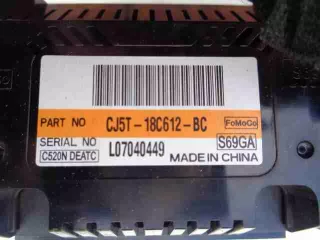 PART NO CJ5T-18C612-BC FoMoCo
SERIAL NO L07040449 S69GA
C520N DEATC MADE IN CHINA